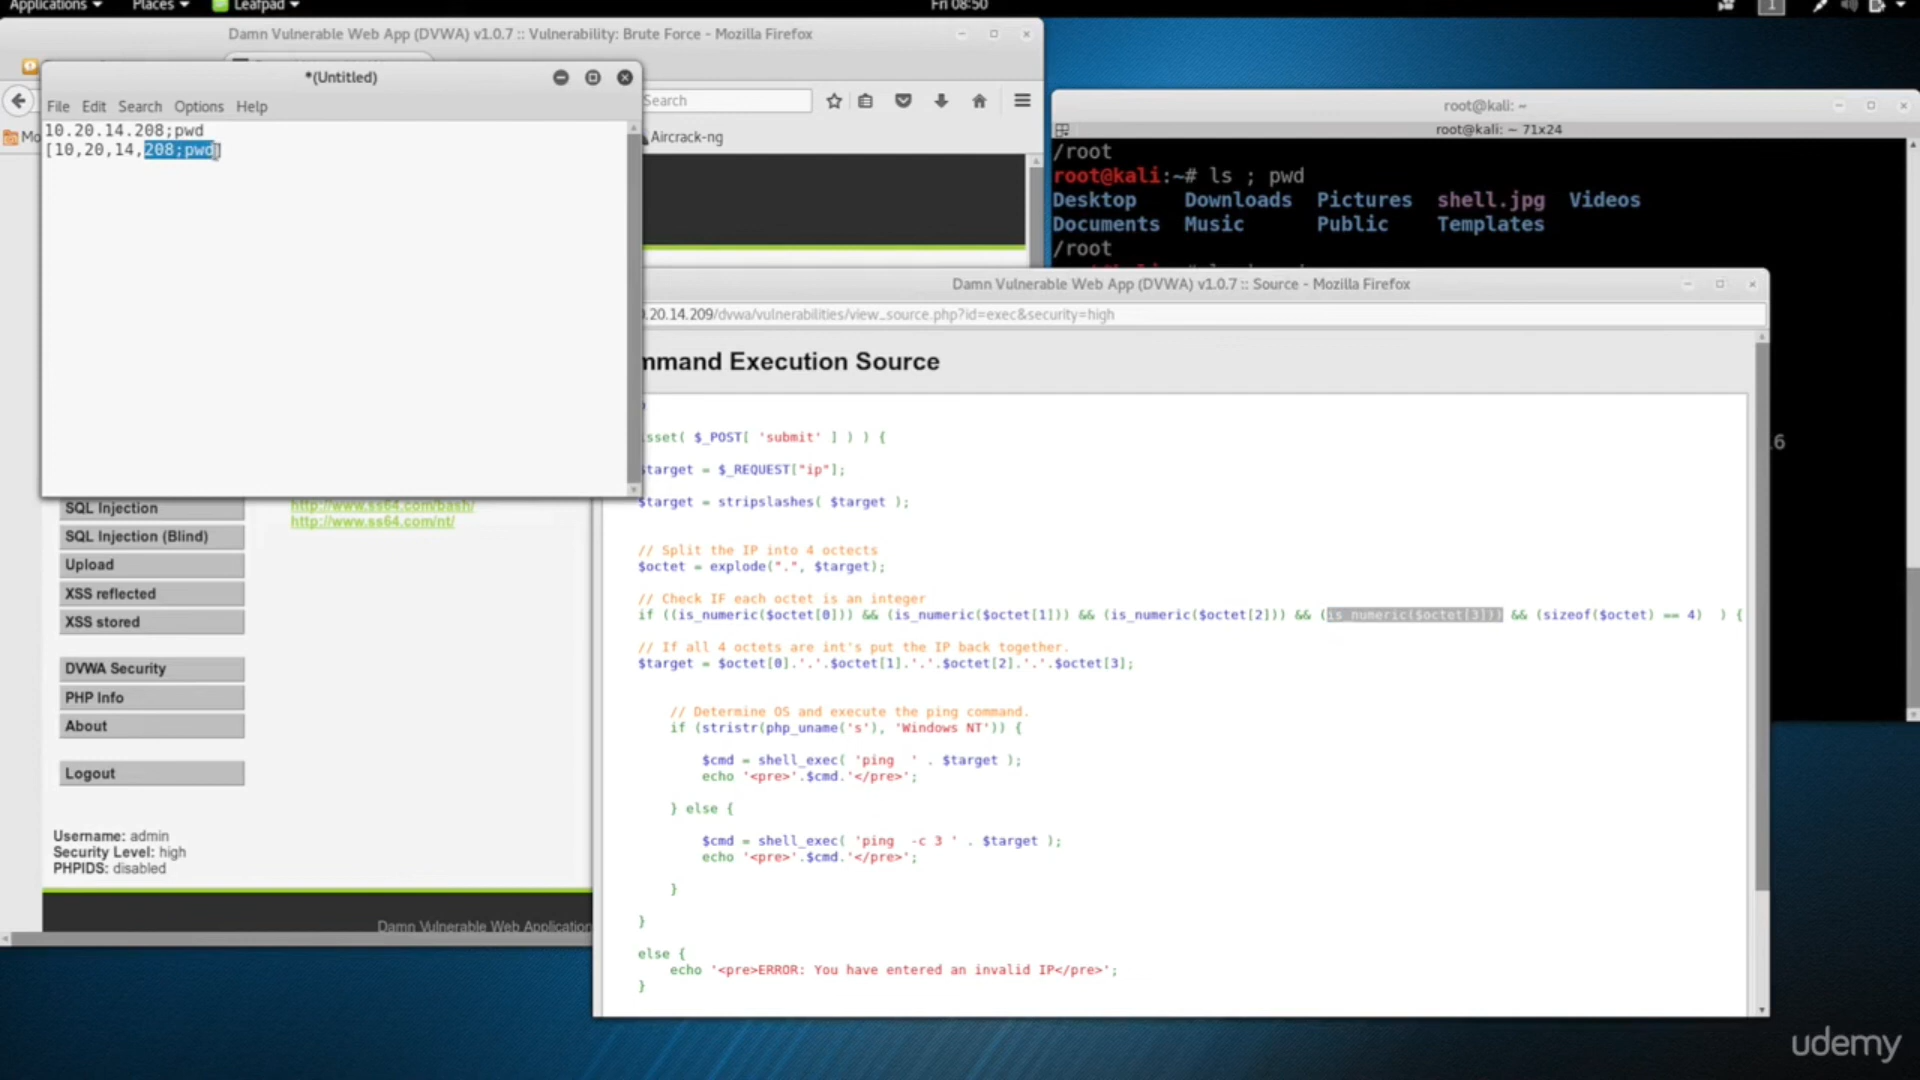 Applications Places Leafpad Fri 08:50 1
Damn Vulnerable Web App (DVWA) v1.0.7 :: Vulnerability: Brute Force - Mozilla Firefox
*(Untitled)
File Edit Search Options Help
10.20.14.208;pwd
[10,20,14,208;pwd]
Search
Mo
Aircrack-ng
root@kali: ~
root@kali: ~ 71x24
/root
root@kali:~# ls ; pwd
Desktop Downloads Pictures shell.jpg Videos
Documents Music Public Templates
/root
Damn Vulnerable Web App (DVWA) v1.0.7 :: Source - Mozilla Firefox
.20.14.209/dvwa/vulnerabilities/view_source.php?id=exec&security=high
mmand Execution Source
sset( $_POST[ 'submit' ] ) ) {
$target = $_REQUEST["ip"];
$target = stripslashes( $target );
// Split the IP into 4 octects
$octet = explode(".", $target);
// Check IF each octet is an integer
if ((is_numeric($octet[0])) && (is_numeric($octet[1])) && (is_numeric($octet[2])) && (is_numeric($octet[3])) && (sizeof($octet) == 4) ) {
// If all 4 octets are int's put the IP back together.
$target = $octet[0].'.'.$octet[1].'.'.$octet[2].'.'.$octet[3];
// Determine OS and execute the ping command.
if (stristr(php_uname('s'), 'Windows NT')) {
$cmd = shell_exec( 'ping ' . $target );
echo '<pre>'.$cmd.'</pre>';
} else {
$cmd = shell_exec( 'ping -c 3 ' . $target );
echo '<pre>'.$cmd.'</pre>';
}
}
else {
echo '<pre>ERROR: You have entered an invalid IP</pre>';
}
.6
http://www.ss64.com/bash/
http://www.ss64.com/nt/
SQL Injection
SQL Injection (Blind)
Upload
XSS reflected
XSS stored
DVWA Security
PHP Info
About
Logout
Username: admin
Security Level: high
PHPIDS: disabled
Damn Vulnerable Web Application
udemy